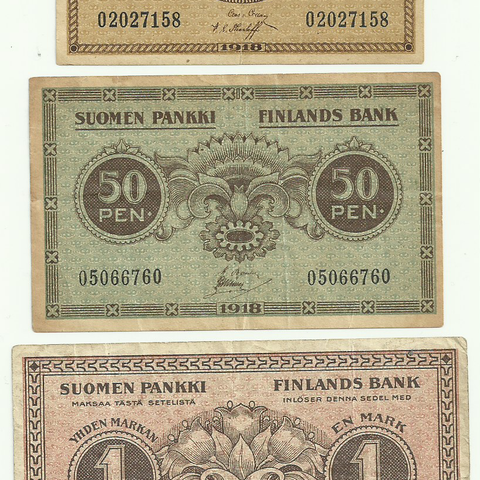 02027158 02027158
1918
SUOMEN PANKKI FINLANDS BANK
50 50
PEN. PEN.
05066760 05066760
1918
SUOMEN PANKKI FINLANDS BANK
MAKSAA TÄSTÄ SETELISTÄ INLÖSER DENNA SEDEL MED
YHDEN MARKAN EN MARK
1 1